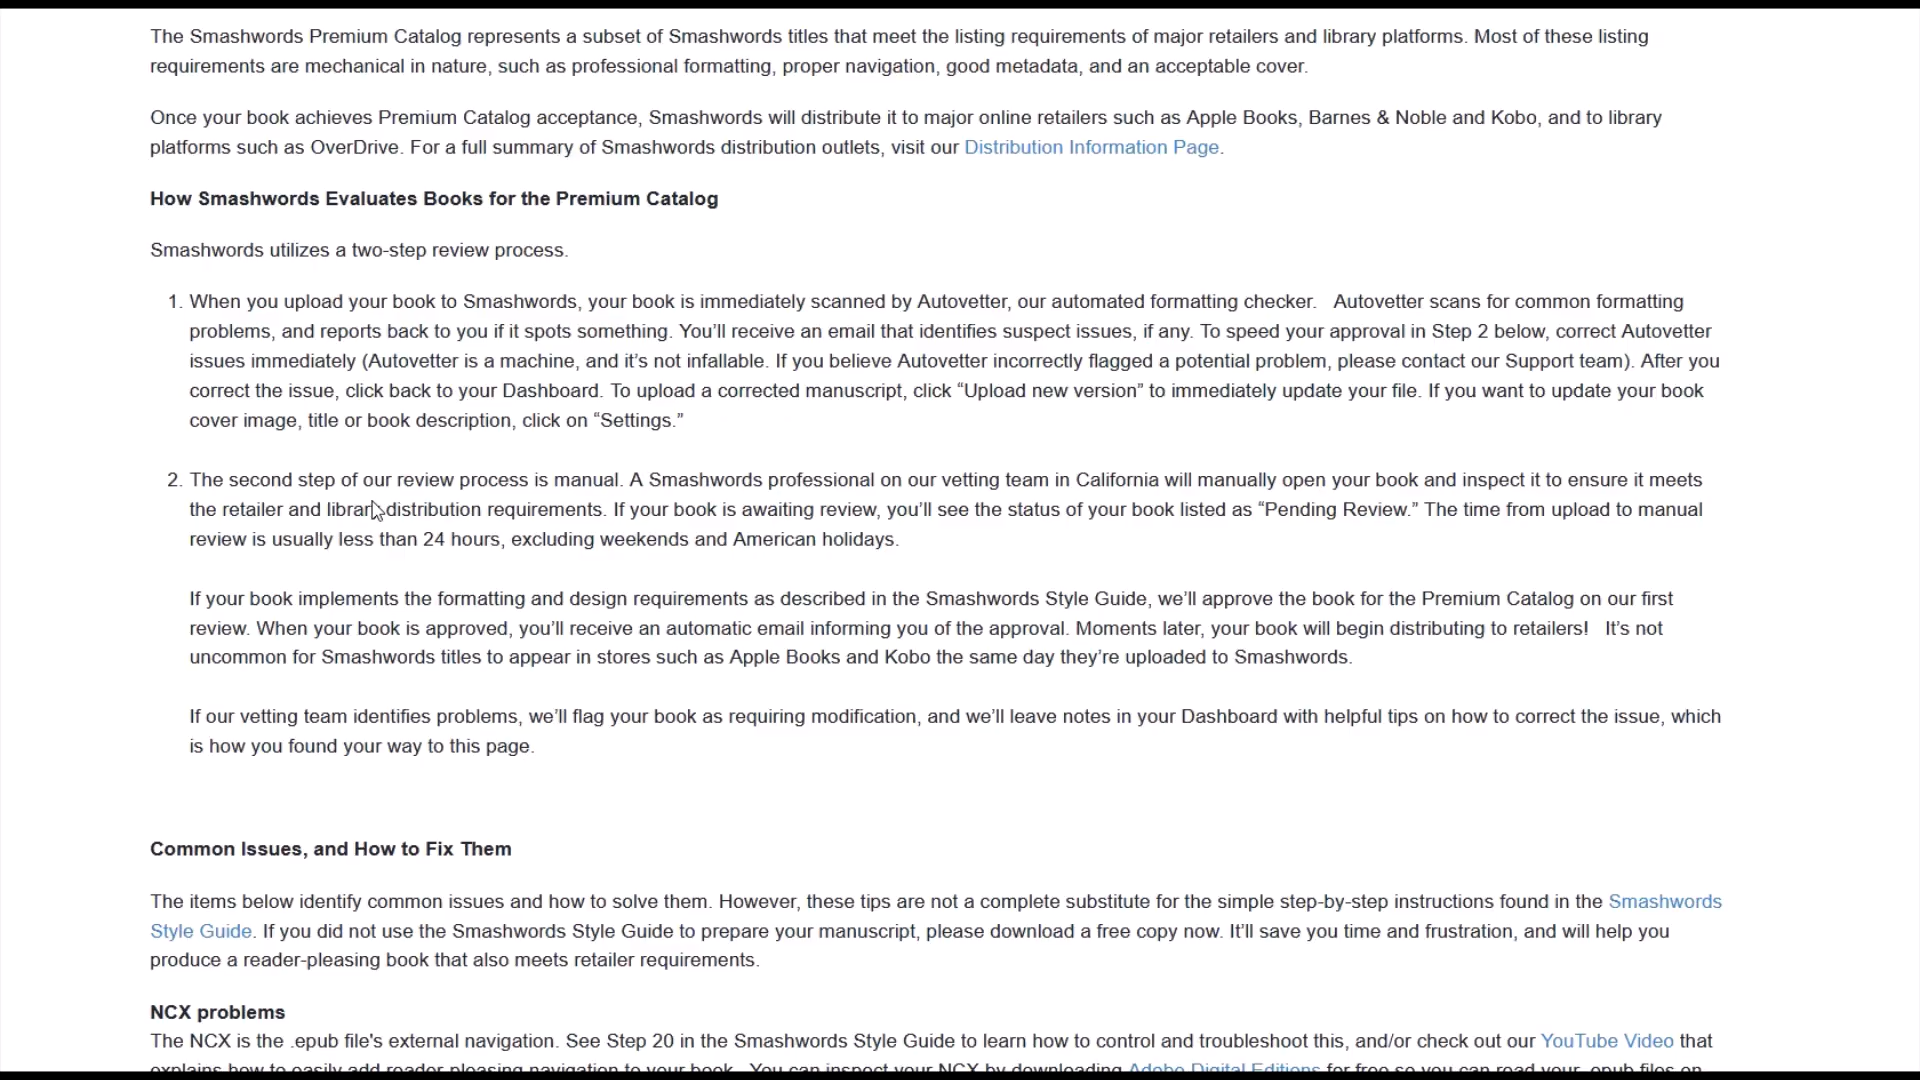 The Smashwords Premium Catalog represents a subset of Smashwords titles that meet the listing requirements of major retailers and library platforms. Most of these listing
requirements are mechanical in nature, such as professional formatting, proper navigation, good metadata, and an acceptable cover.
Once your book achieves Premium Catalog acceptance, Smashwords will distribute it to major online retailers such as Apple Books, Barnes & Noble and Kobo, and to library
platforms such as OverDrive. For a full summary of Smashwords distribution outlets, visit our Distribution Information Page.
How Smashwords Evaluates Books for the Premium Catalog
Smashwords utilizes a two-step review process.
1. When you upload your book to Smashwords, your book is immediately scanned by Autovetter, our automated formatting checker.   Autovetter scans for common formatting
problems, and reports back to you if it spots something. You’ll receive an email that identifies suspect issues, if any. To speed your approval in Step 2 below, correct Autovetter
issues immediately (Autovetter is a machine, and it’s not infallable. If you believe Autovetter incorrectly flagged a potential problem, please contact our Support team). After you
correct the issue, click back to your Dashboard. To upload a corrected manuscript, click “Upload new version” to immediately update your file. If you want to update your book
cover image, title or book description, click on “Settings.”
2. The second step of our review process is manual. A Smashwords professional on our vetting team in California will manually open your book and inspect it to ensure it meets
the retailer and library distribution requirements. If your book is awaiting review, you’ll see the status of your book listed as “Pending Review.” The time from upload to manual
review is usually less than 24 hours, excluding weekends and American holidays.
If your book implements the formatting and design requirements as described in the Smashwords Style Guide, we’ll approve the book for the Premium Catalog on our first
review. When your book is approved, you’ll receive an automatic email informing you of the approval. Moments later, your book will begin distributing to retailers!   It’s not
uncommon for Smashwords titles to appear in stores such as Apple Books and Kobo the same day they’re uploaded to Smashwords.
If our vetting team identifies problems, we’ll flag your book as requiring modification, and we’ll leave notes in your Dashboard with helpful tips on how to correct the issue, which
is how you found your way to this page.
Common Issues, and How to Fix Them
The items below identify common issues and how to solve them. However, these tips are not a complete substitute for the simple step-by-step instructions found in the Smashwords
Style Guide. If you did not use the Smashwords Style Guide to prepare your manuscript, please download a free copy now. It’ll save you time and frustration, and will help you
produce a reader-pleasing book that also meets retailer requirements.
NCX problems
The NCX is the .epub file's external navigation. See Step 20 in the Smashwords Style Guide to learn how to control and troubleshoot this, and/or check out our YouTube Video that
explains how to easily add reader-pleasing navigation to your book.  You can inspect your NCX by downloading Adobe Digital Editions for free so you can read your .epub files on